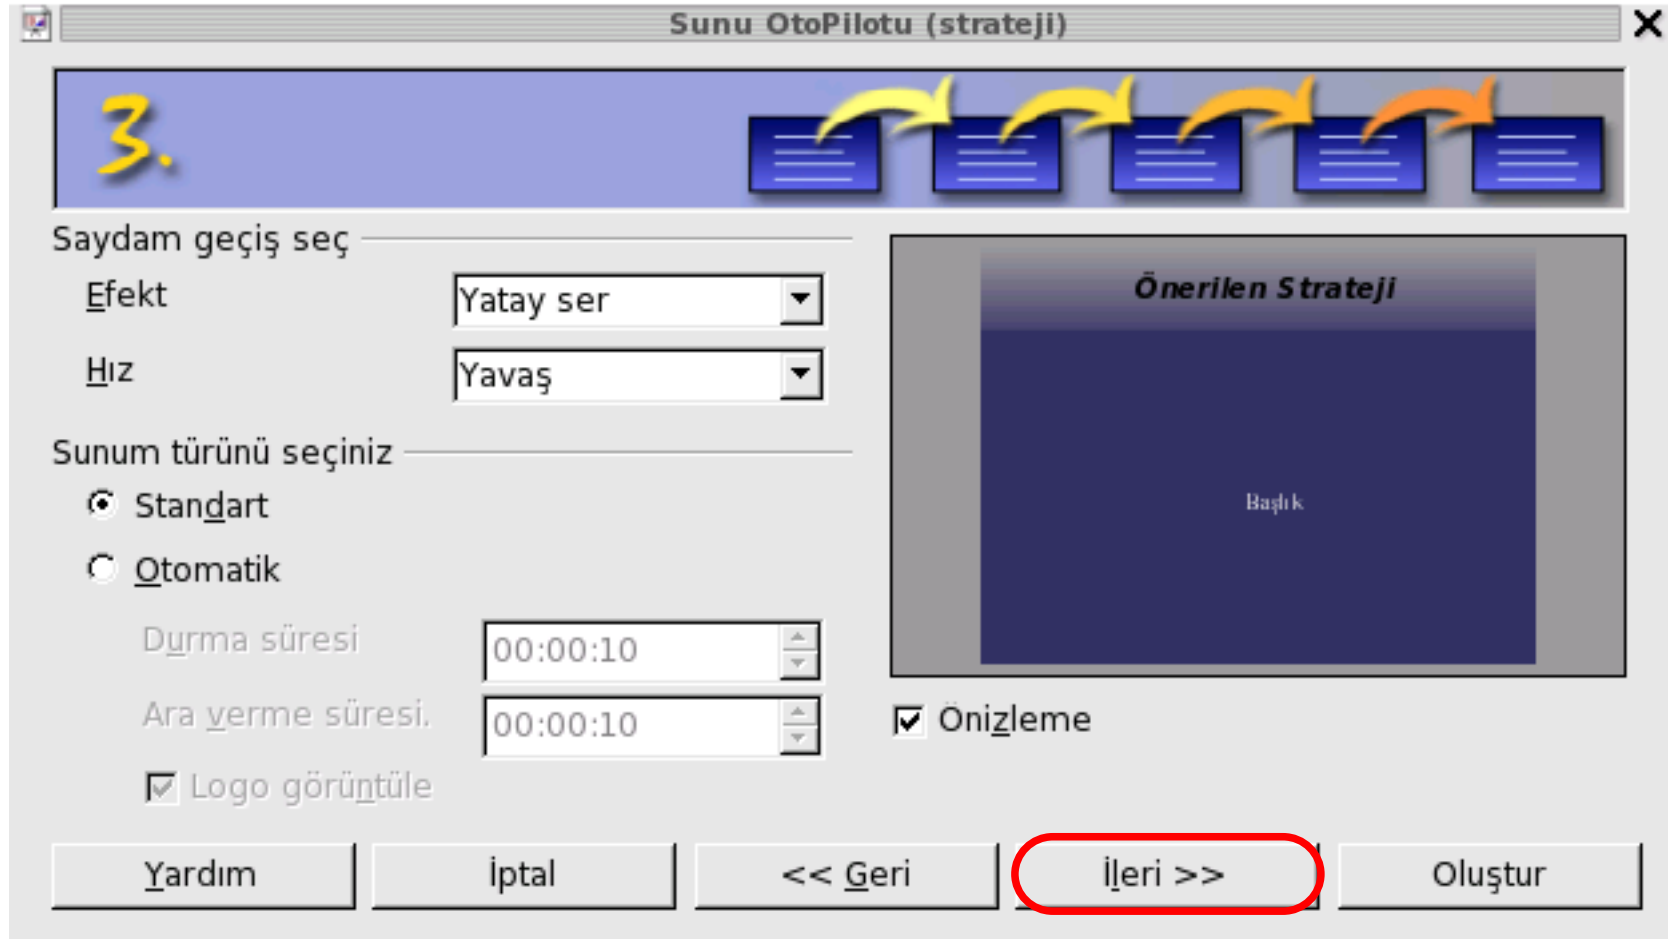 Sunu OtoPilotu (strateji)
3.
Saydam geçiş seç
Efekt
Yatay ser
Hız
Yavaş
Sunum türünü seçiniz
Standart
Otomatik
Durma süresi
00:00:10
Ara verme süresi.
00:00:10
Logo görüntüle
Önerilen Strateji
Başlık
Önizleme
Yardım
İptal
<< Geri
İleri >>
Oluştur